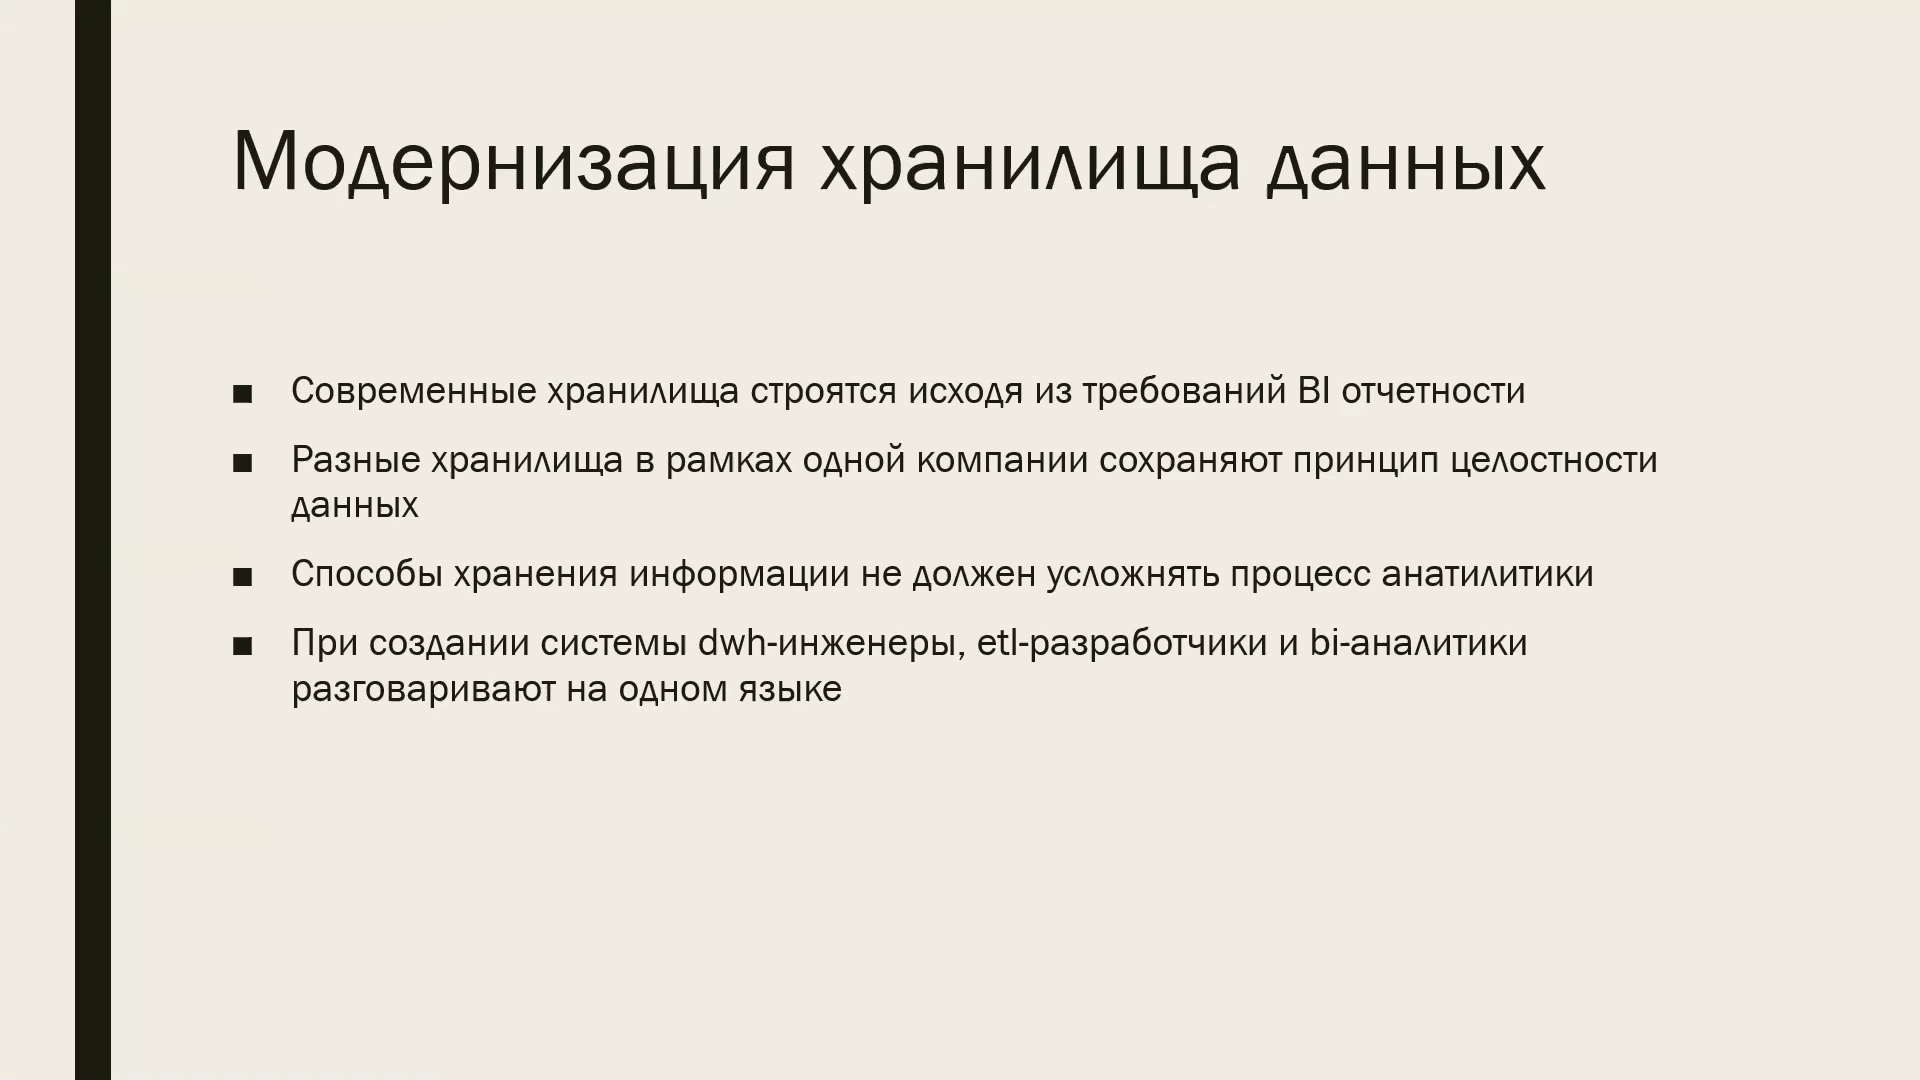 Модернизация хранилища данных
■ Современные хранилища строятся исходя из требований BI отчетности
■ Разные хранилища в рамках одной компании сохраняют принцип целостности
данных
■ Способы хранения информации не должен усложнять процесс анатилитики
■ При создании системы dwh-инженеры, etl-разработчики и bi-аналитики
разговаривают на одном языке